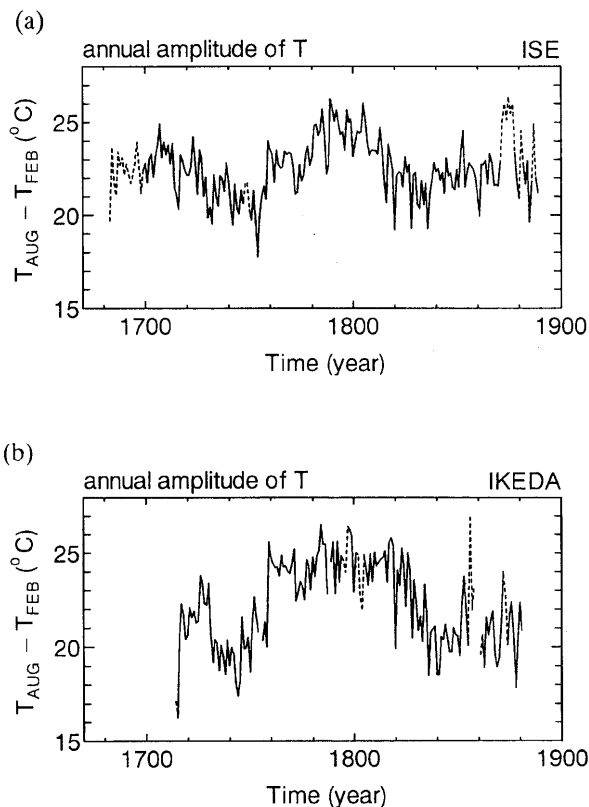 (a)
annual amplitude of T ISE
25
20
15
T_AUG – T_FEB (°C)
1700 1800 1900
Time (year)
(b)
annual amplitude of T IKEDA
25
20
15
T_AUG – T_FEB (°C)
1700 1800 1900
Time (year)